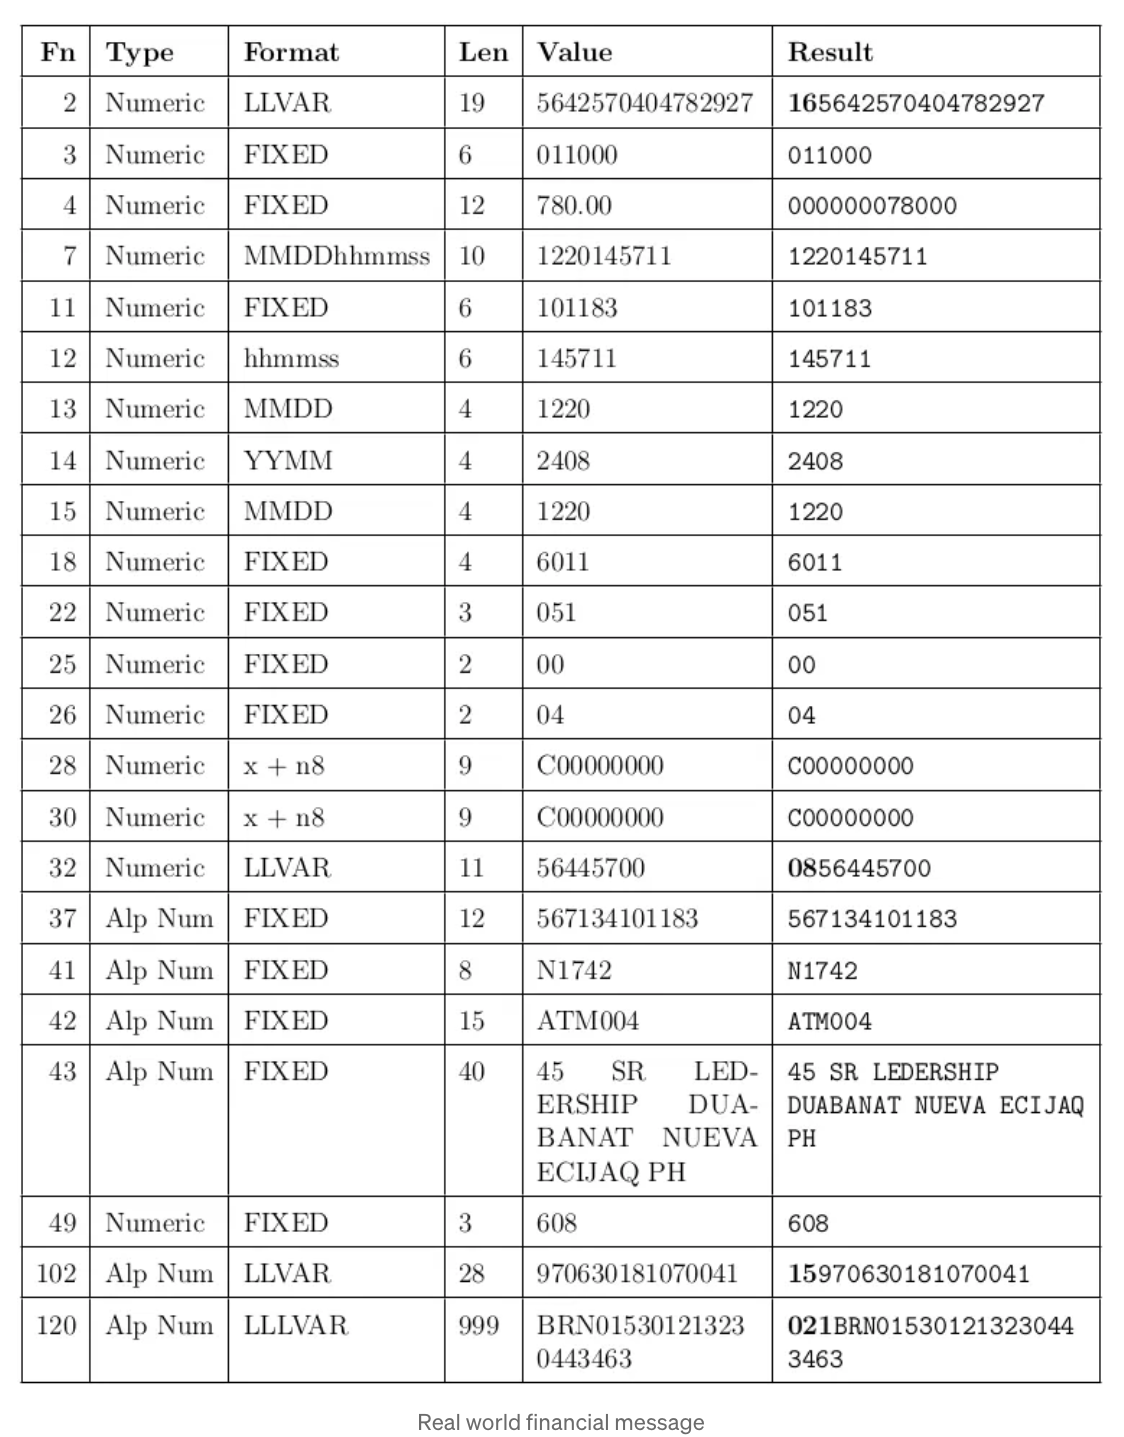 Fn Type Format Len Value Result
2 Numeric LLVAR 19 5642570404782927 165642570404782927
3 Numeric FIXED 6 011000 011000
4 Numeric FIXED 12 780.00 000000078000
7 Numeric MMDDhhmmss 10 1220145711 1220145711
11 Numeric FIXED 6 101183 101183
12 Numeric hhmmss 6 145711 145711
13 Numeric MMDD 4 1220 1220
14 Numeric YYMM 4 2408 2408
15 Numeric MMDD 4 1220 1220
18 Numeric FIXED 4 6011 6011
22 Numeric FIXED 3 051 051
25 Numeric FIXED 2 00 00
26 Numeric FIXED 2 04 04
28 Numeric x + n8 9 C00000000 C00000000
30 Numeric x + n8 9 C00000000 C00000000
32 Numeric LLVAR 11 56445700 0856445700
37 Alp Num FIXED 12 567134101183 567134101183
41 Alp Num FIXED 8 N1742 N1742
42 Alp Num FIXED 15 ATM004 ATM004
43 Alp Num FIXED 40 45 SR LED- 45 SR LEDERSHIP
ERSHIP DUA- DUABANAT NUEVA ECIJAQ
BANAT NUEVA PH
ECIJAQ PH
49 Numeric FIXED 3 608 608
102 Alp Num LLVAR 28 970630181070041 15970630181070041
120 Alp Num LLLVAR 999 BRN01530121323 021BRN01530121323044
0443463 3463
Real world financial message